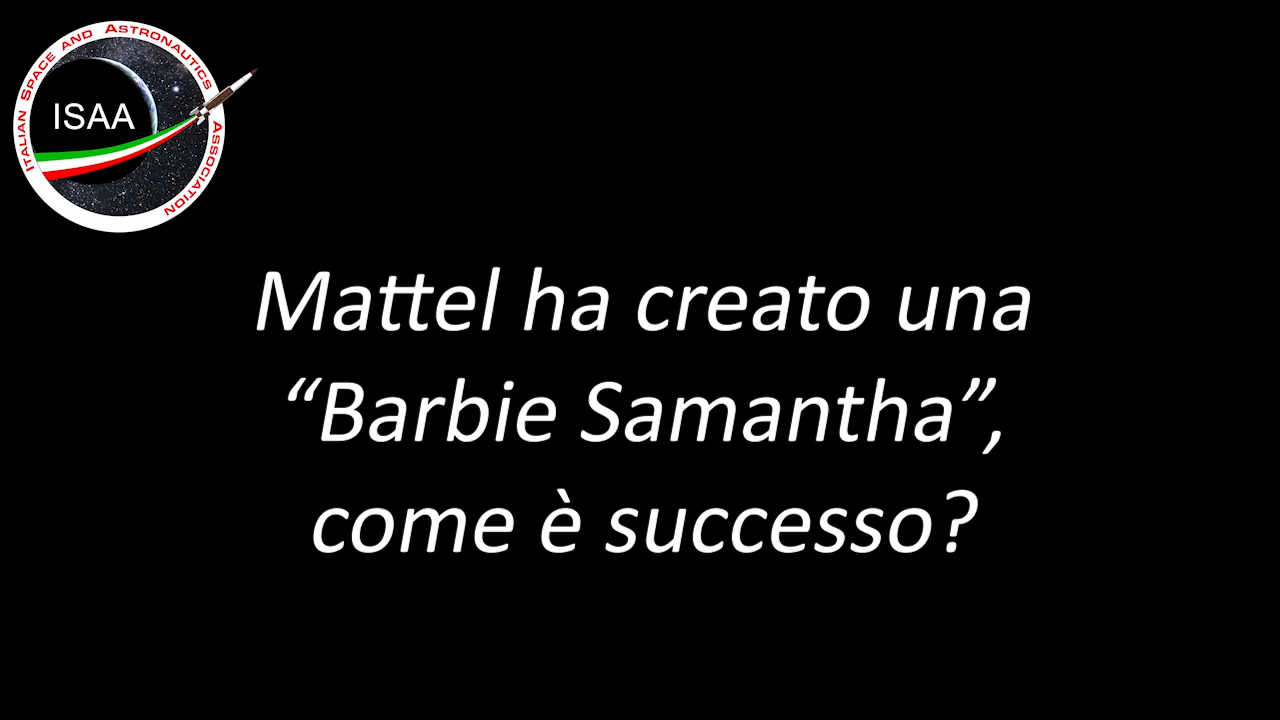 ITALIAN SPACE AND ASTRONAUTICS ASSOCIATION
ISAA
Mattel ha creato una
“Barbie Samantha”,
come è successo?